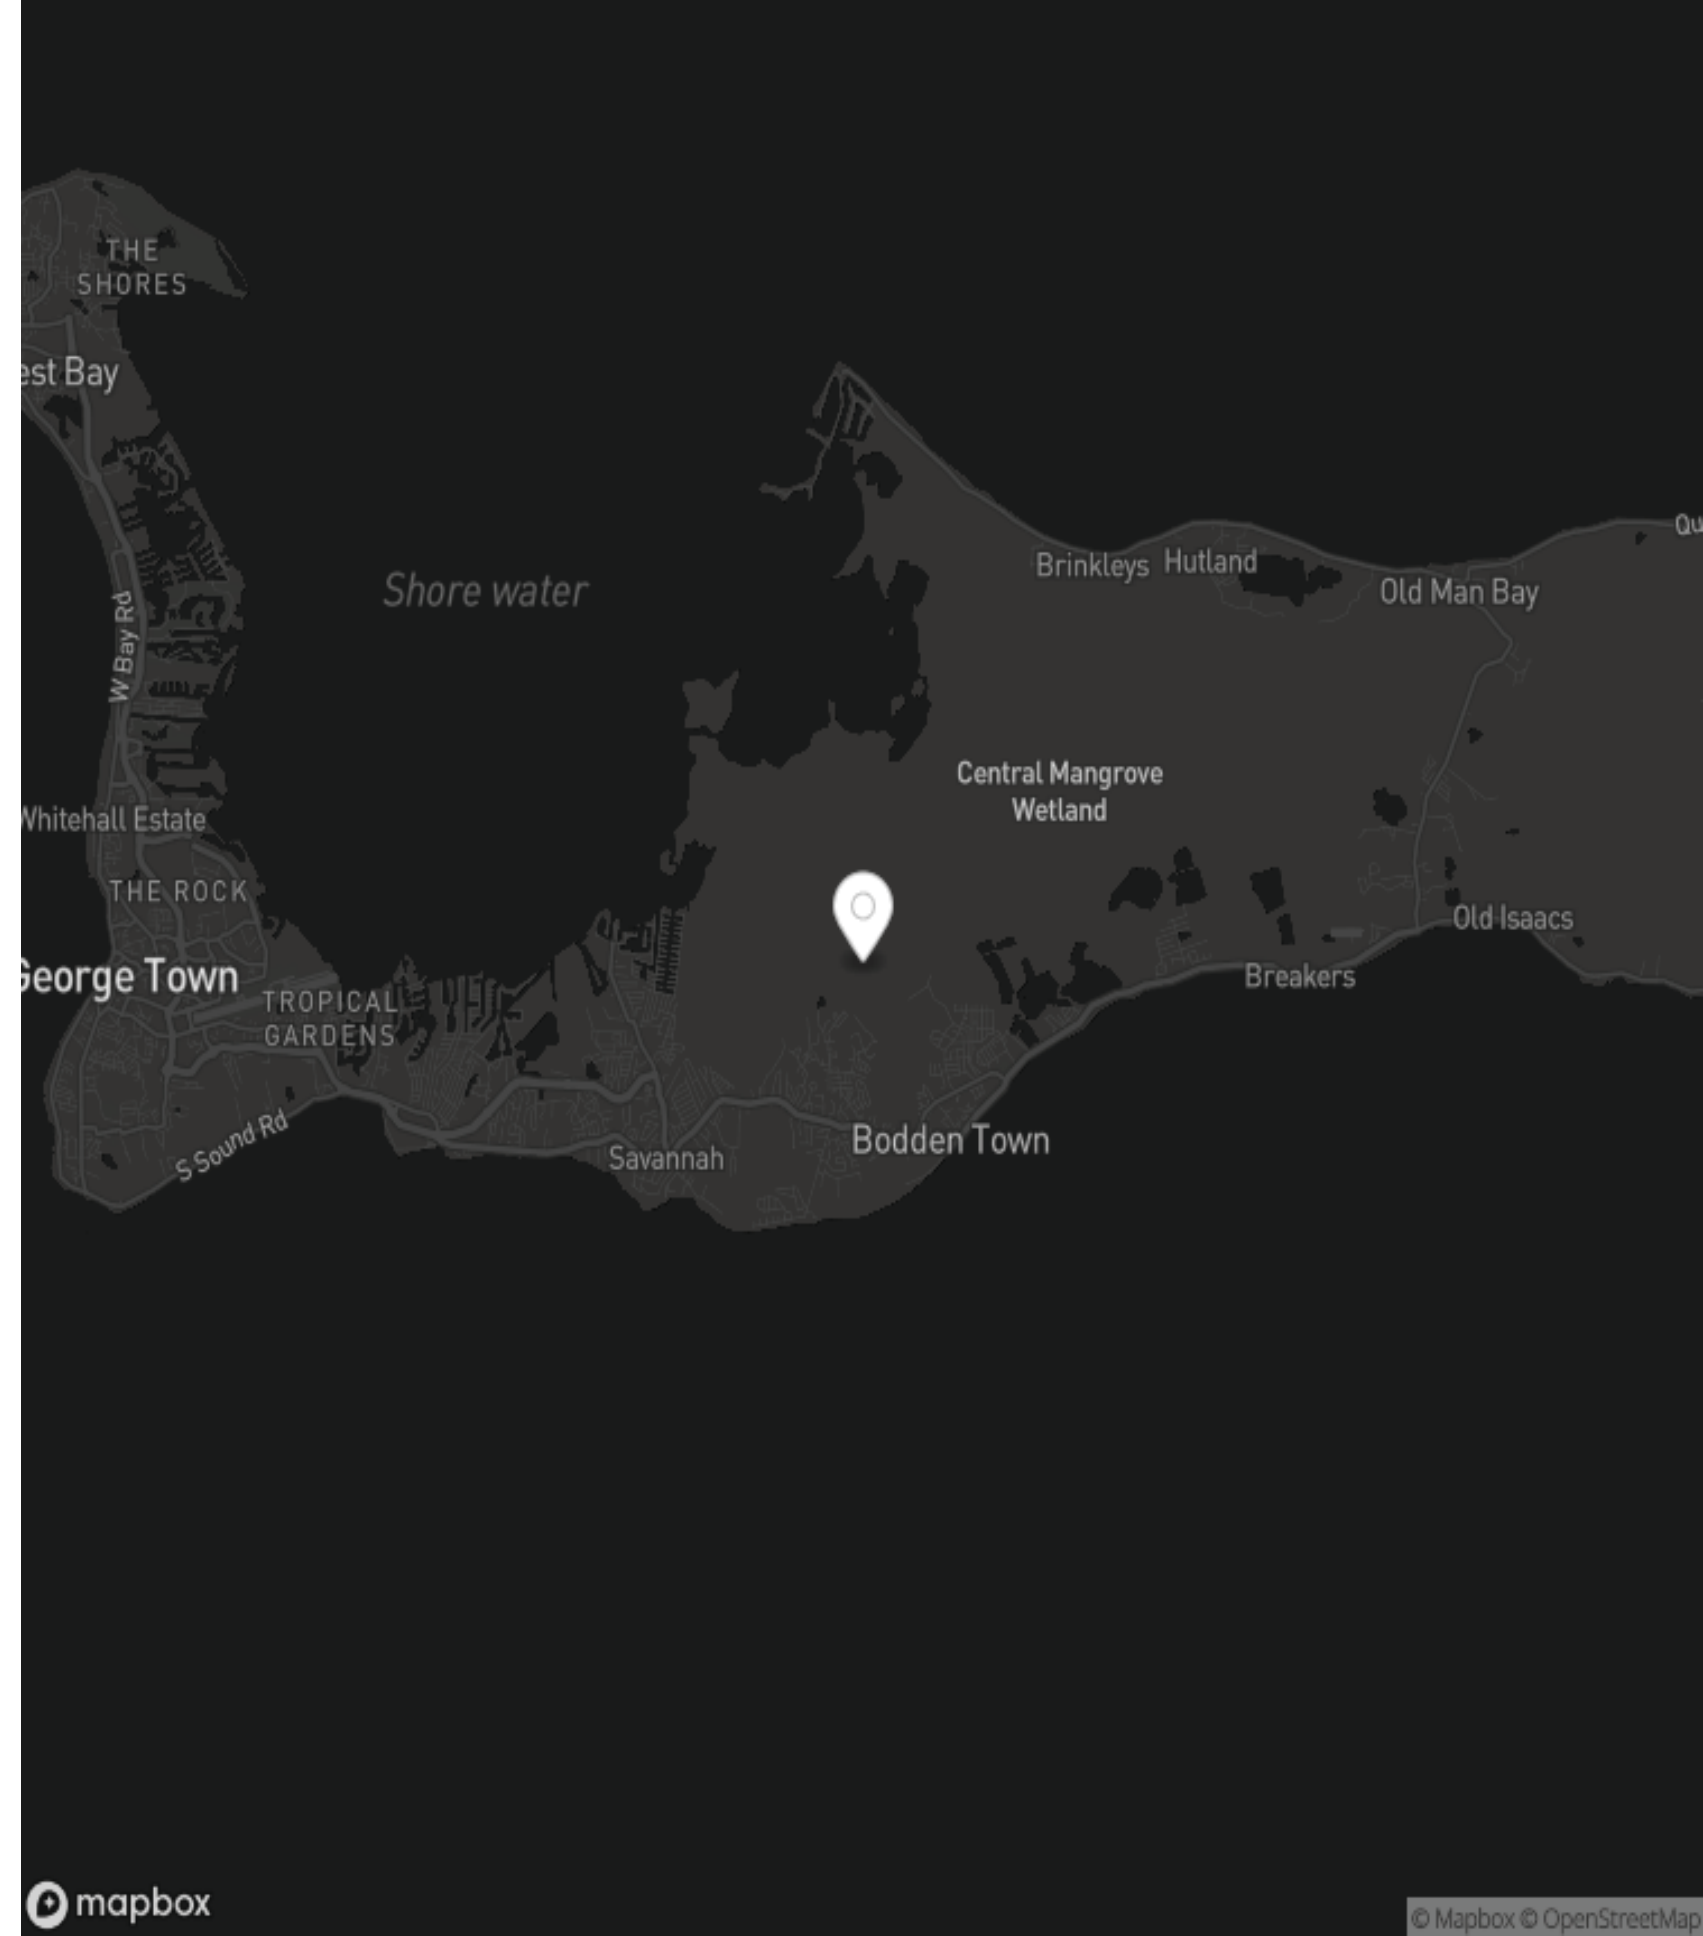 THE
SHORES
est Bay
Shore water
Brinkleys
Hutland
Old Man Bay
Qu
W Bay Rd
Central Mangrove
Wetland
Whitehall Estate
THE ROCK
Old Isaacs
George Town
Breakers
TROPICAL
GARDENS
S Sound Rd
Savannah
Bodden Town
mapbox
© Mapbox © OpenStreetMap